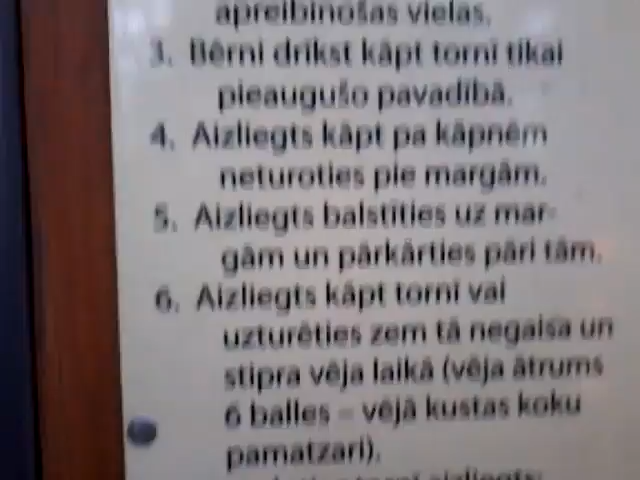 apreibinošas vielas.
3. Bērni drīkst kāpt tornī tikai
pieaugušo pavadībā.
4. Aizliegts kāpt pa kāpnēm
neturoties pie margām.
5. Aizliegts balstīties uz mar-
gām un pārkārties pāri tām.
6. Aizliegts kāpt tornī vai
uzturēties zem tā negaisa un
stipra vēja laikā (vēja ātrums
6 balles – vējā kustas koku
pamatzari).
aizliegts: